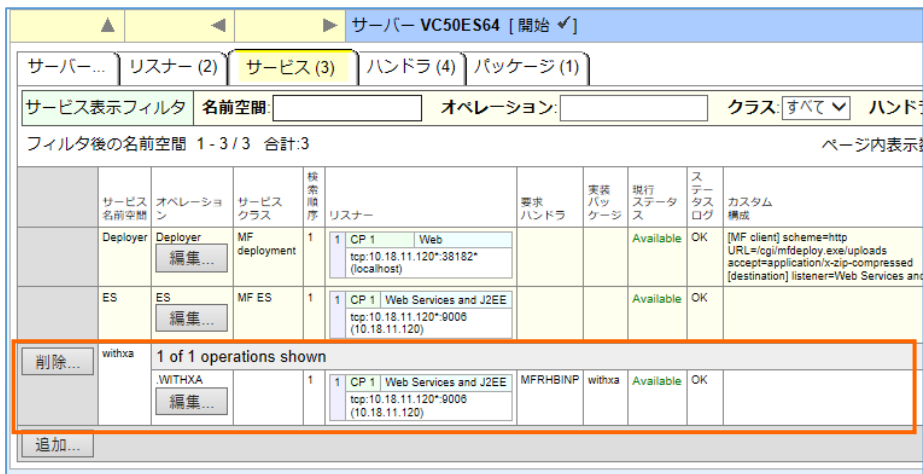 サーバー VC50ES64 [ 開始 ✔]
サーバー... リスナー (2) サービス (3) ハンドラ (4) パッケージ (1)
サービス表示フィルタ 名前空間: オペレーション: クラス: すべて ハンドラ
フィルタ後の名前空間 1 - 3 / 3 合計:3 ページ内表示数
サービス名前空間 オペレーション サービスクラス 検索順序 リスナー 要求ハンドラ 実装パッケージ 現行ステータス ステータスログ カスタム構成
Deployer Deployer MF deployment 1 1 CP 1 Web Available OK [MF client] scheme=http
編集... tcp:10.18.11.120*:38182* URL=/cgi/mfdeploy.exe/uploads
(localhost) accept=application/x-zip-compressed
[destination] listener=Web Services and
ES ES MF ES 1 1 CP 1 Web Services and J2EE Available OK
編集... tcp:10.18.11.120*:9006
(10.18.11.120)
削除... withxa 1 of 1 operations shown
.WITHXA 1 1 CP 1 Web Services and J2EE MFRHBINP withxa Available OK
編集... tcp:10.18.11.120*:9006
(10.18.11.120)
追加...